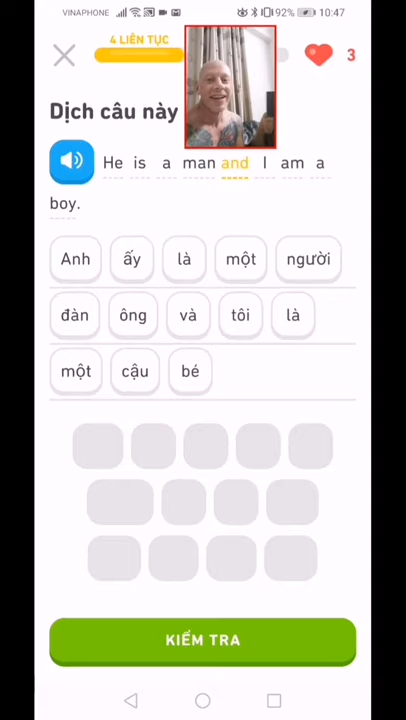 VINAPHONE 92% 10:47
4 LIÊN TỤC
3
Dịch câu này
He is a man and I am a
boy.
Anh ấy là một người
đàn ông và tôi là
một cậu bé
KIỂM TRA